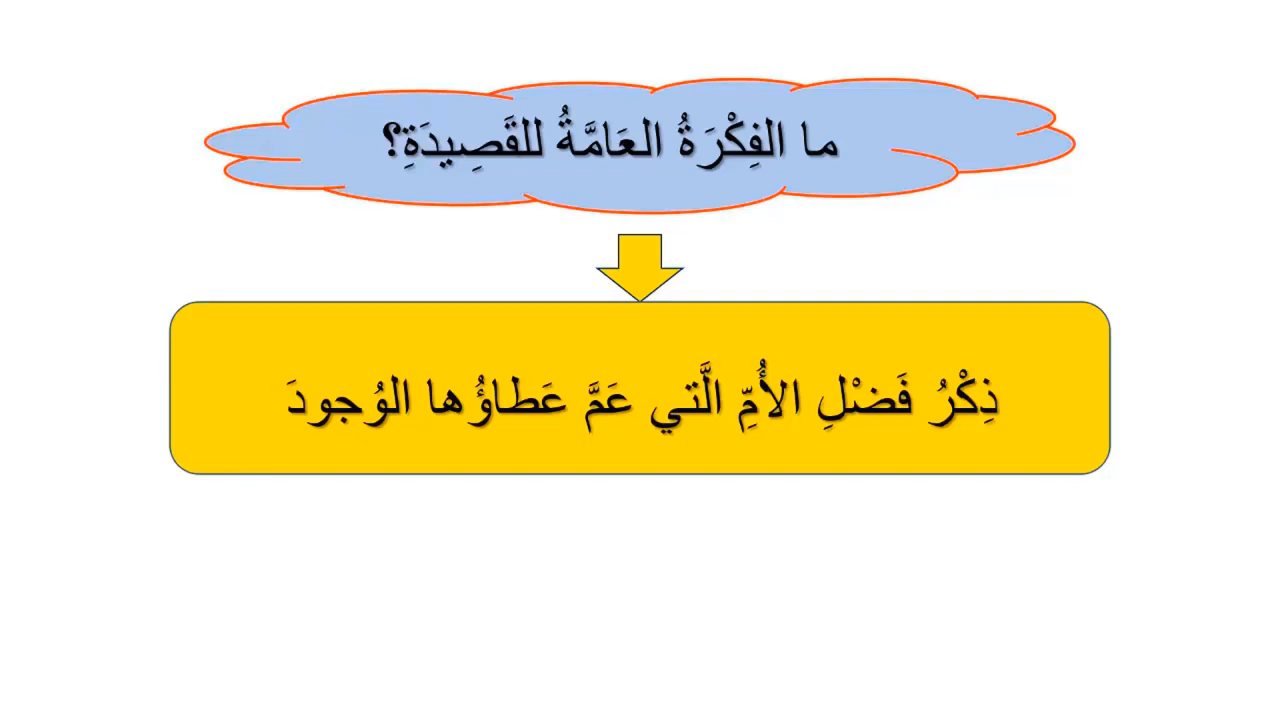 ما الفِكْرَةُ العَامَّةُ للقَصِيدَةِ؟
ذِكْرُ فَضْلِ الأُمِّ الَّتي عَمَّ عَطاؤُها الوُجودَ